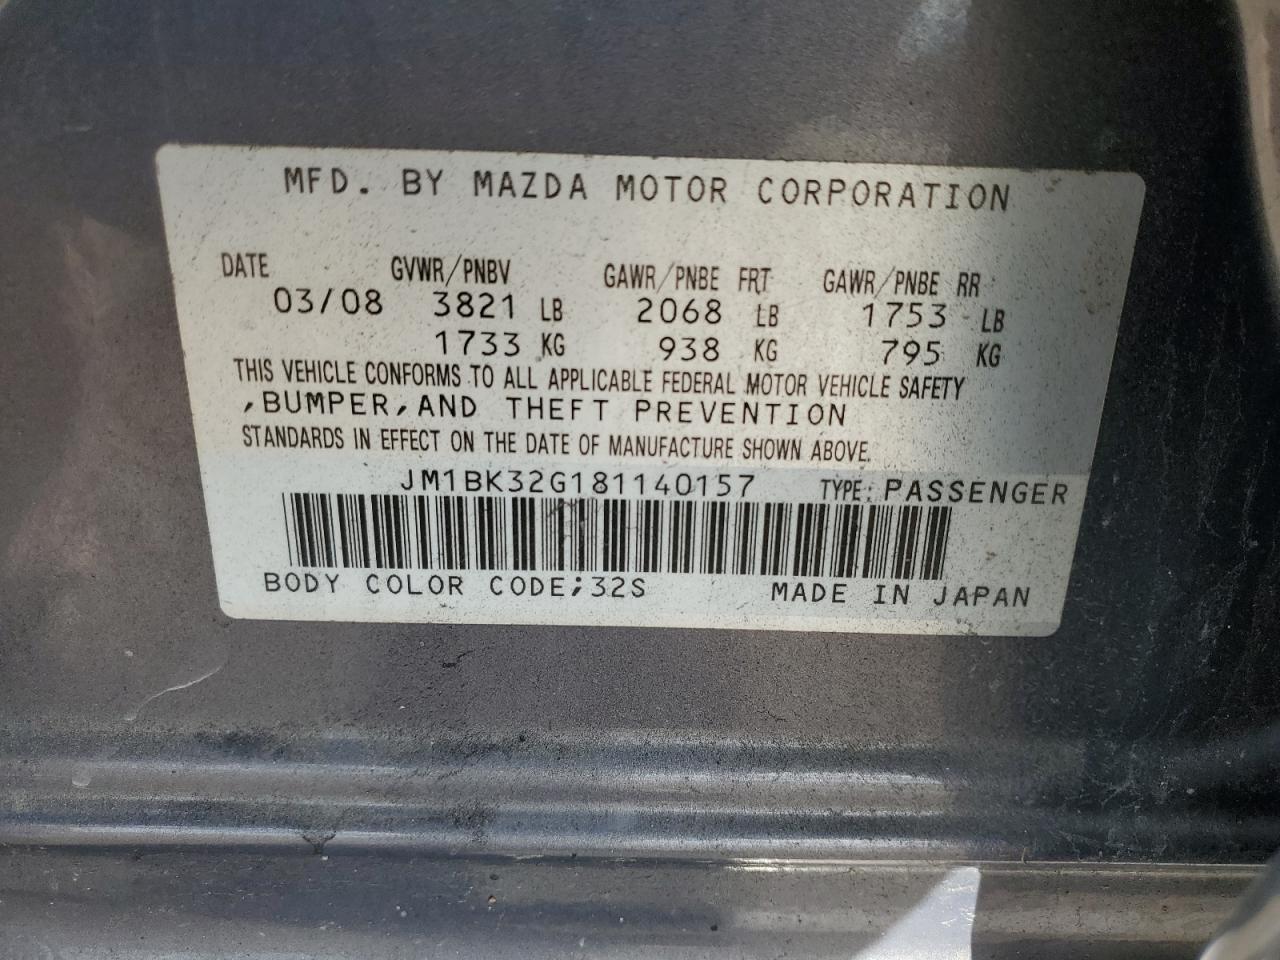 MFD. BY MAZDA MOTOR CORPORATION
DATE GVWR/PNBV GAWR/PNBE FRT GAWR/PNBE RR
03/08 3821 LB 2068 LB 1753 LB
1733 KG 938 KG 795 KG
THIS VEHICLE CONFORMS TO ALL APPLICABLE FEDERAL MOTOR VEHICLE SAFETY
,BUMPER,AND THEFT PREVENTION
STANDARDS IN EFFECT ON THE DATE OF MANUFACTURE SHOWN ABOVE.
JM1BK32G181140157 TYPE: PASSENGER
BODY COLOR CODE;32S MADE IN JAPAN